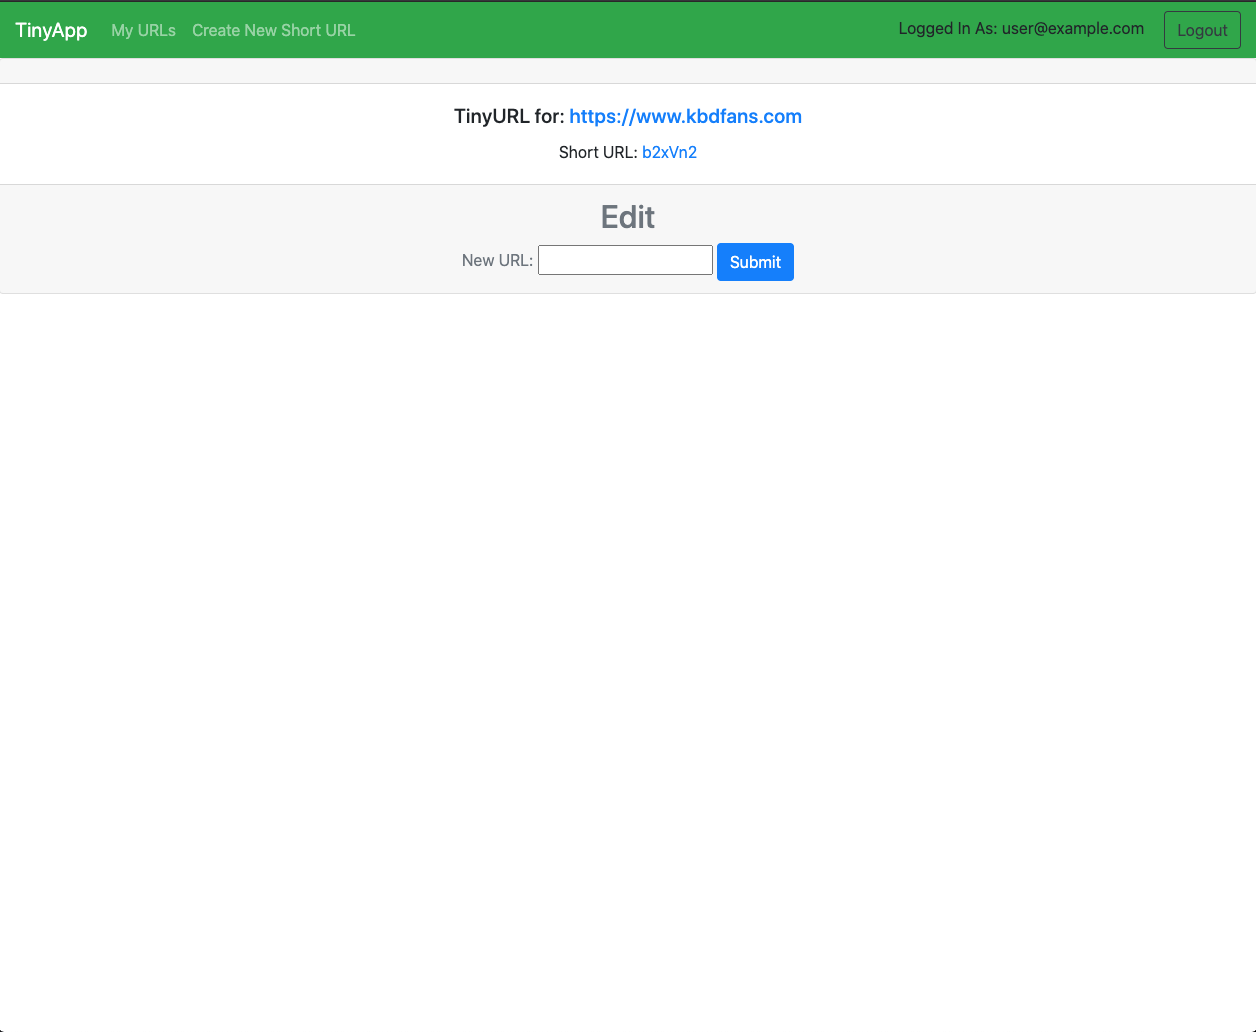 TinyApp My URLs Create New Short URL Logged In As: user@example.com Logout
TinyURL for: https://www.kbdfans.com
Short URL: b2xVn2
Edit
New URL: Submit